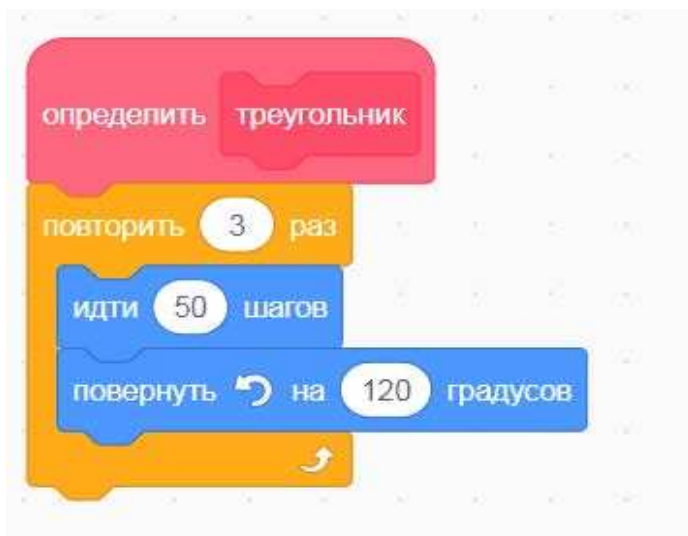 определить треугольник
повторить 3 раз
идти 50 шагов
повернуть на 120 градусов